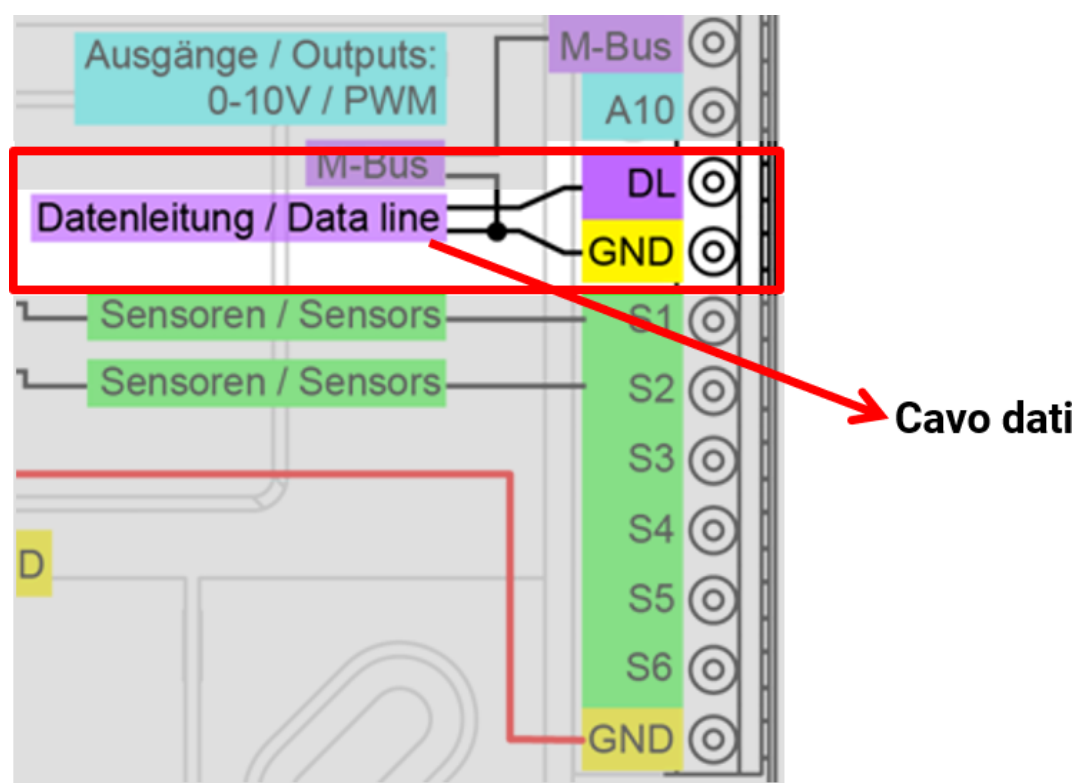 Ausgänge / Outputs:
0-10V / PWM
M-Bus
A10
M-Bus
DL
Datenleitung / Data line
GND
Sensoren / Sensors
S1
Sensoren / Sensors
S2
Cavo dati
S3
S4
S5
D
S6
GND